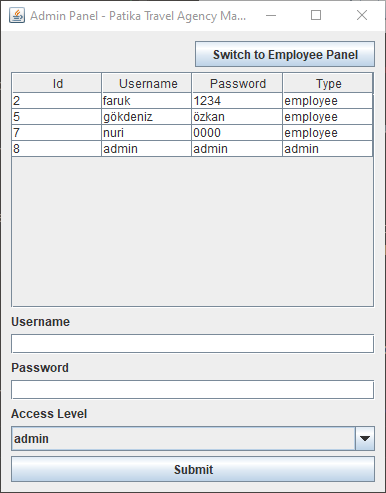 Admin Panel - Patika Travel Agency Ma...
Switch to Employee Panel
Id Username Password Type
2 faruk 1234 employee
5 gökdeniz özkan employee
7 nuri 0000 employee
8 admin admin admin
Username
Password
Access Level
admin
Submit